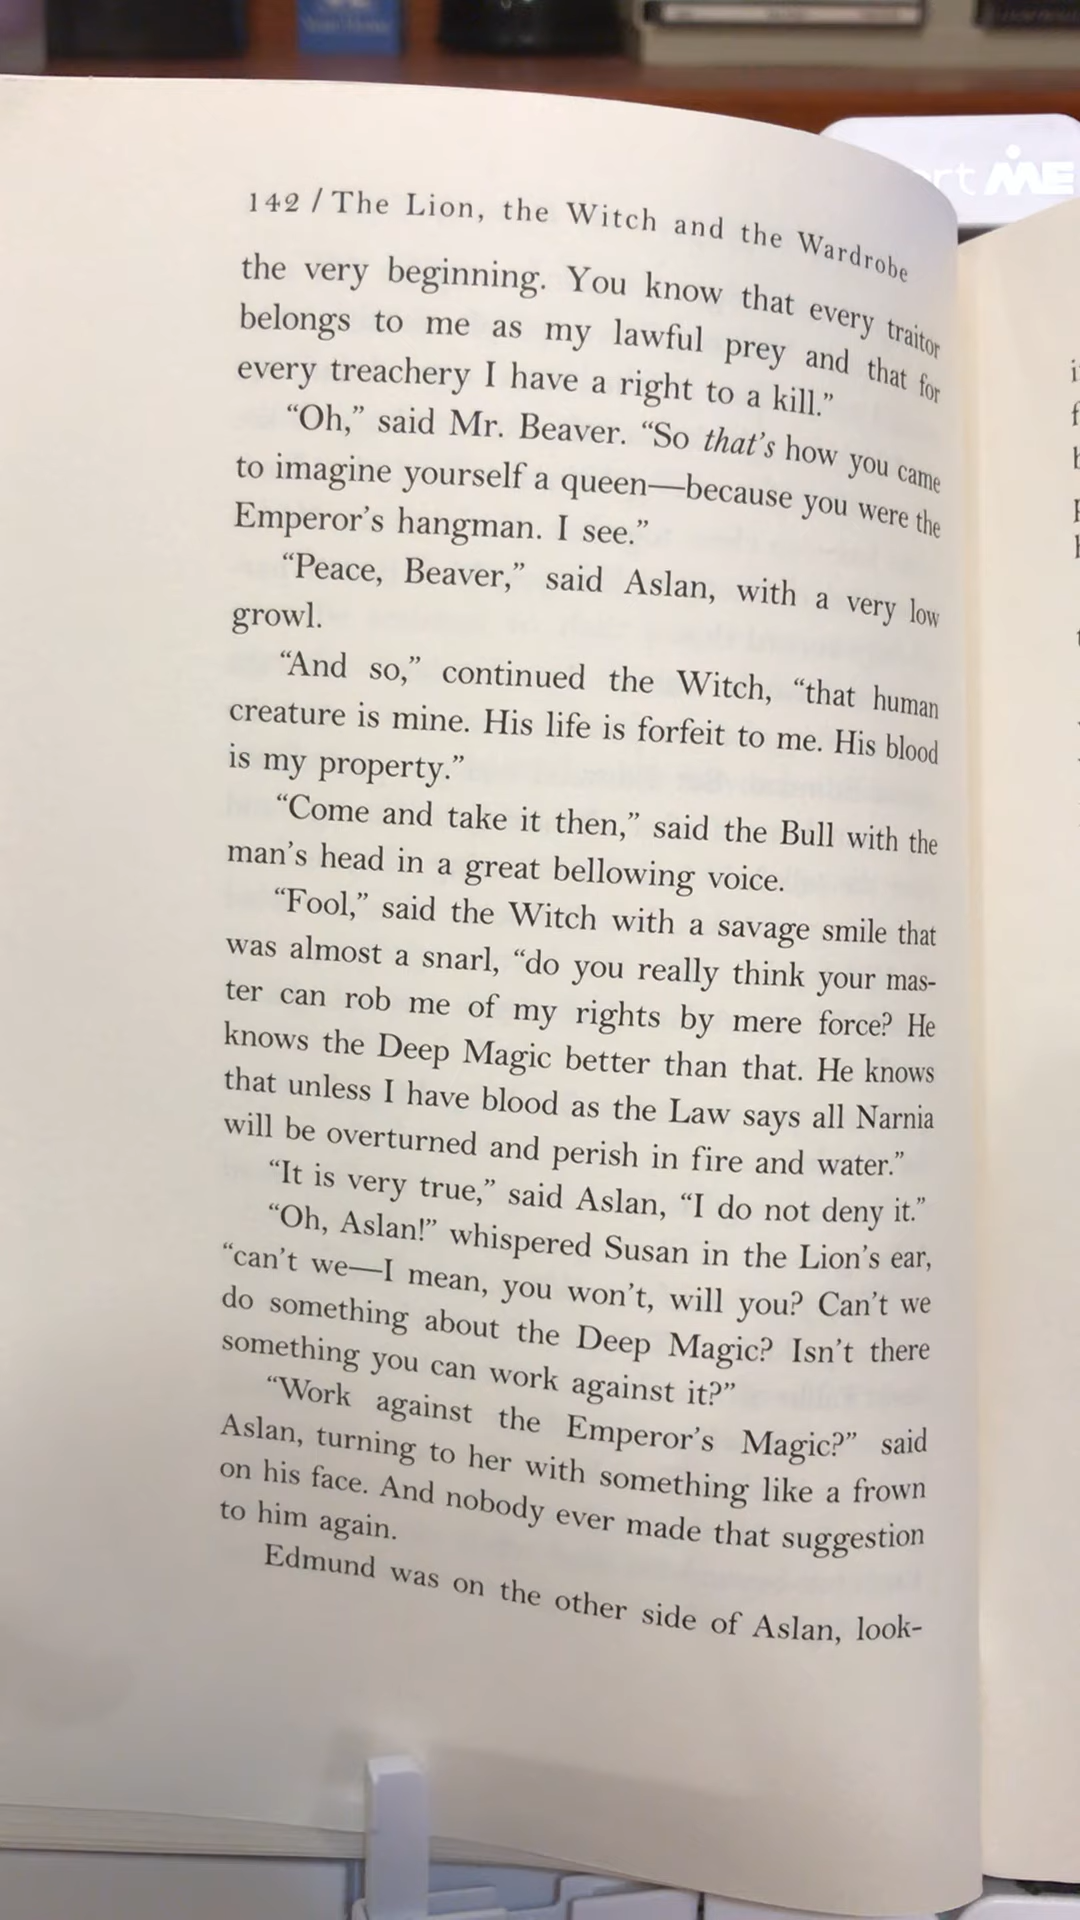 142 / The Lion, the Witch and the Wardrobe
the very beginning. You know that every traitor
belongs to me as my lawful prey and that for
every treachery I have a right to a kill.”
“Oh,” said Mr. Beaver. “So that’s how you came
to imagine yourself a queen—because you were the
Emperor’s hangman. I see.”
“Peace, Beaver,” said Aslan, with a very low
growl.
“And so,” continued the Witch, “that human
creature is mine. His life is forfeit to me. His blood
is my property.”
“Come and take it then,” said the Bull with the
man’s head in a great bellowing voice.
“Fool,” said the Witch with a savage smile that
was almost a snarl, “do you really think your mas-
ter can rob me of my rights by mere force? He
knows the Deep Magic better than that. He knows
that unless I have blood as the Law says all Narnia
will be overturned and perish in fire and water.”
“It is very true,” said Aslan, “I do not deny it.”
“Oh, Aslan!” whispered Susan in the Lion’s ear,
“can’t we—I mean, you won’t, will you? Can’t we
do something about the Deep Magic? Isn’t there
something you can work against it?”
“Work against the Emperor’s Magic?” said
Aslan, turning to her with something like a frown
on his face. And nobody ever made that suggestion
to him again.
Edmund was on the other side of Aslan, look-
ME